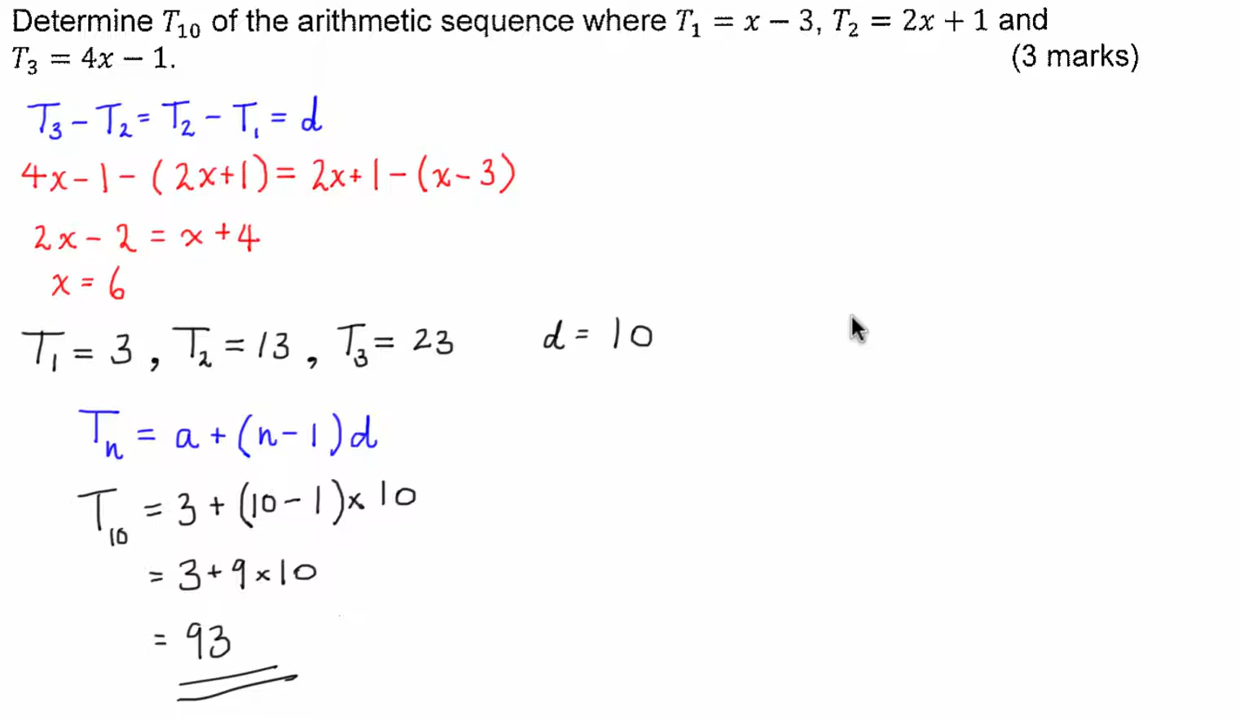 Determine T₁₀ of the arithmetic sequence where T₁ = x − 3, T₂ = 2x + 1 and
T₃ = 4x − 1. (3 marks)
T₃ − T₂ = T₂ − T₁ = d
4x − 1 − (2x+1) = 2x + 1 − (x − 3)
2x − 2 = x + 4
x = 6
T₁ = 3 , T₂ = 13 , T₃ = 23 d = 10
Tₙ = a + (n − 1)d
T₁₀ = 3 + (10 − 1) × 10
= 3 + 9 × 10
= 93